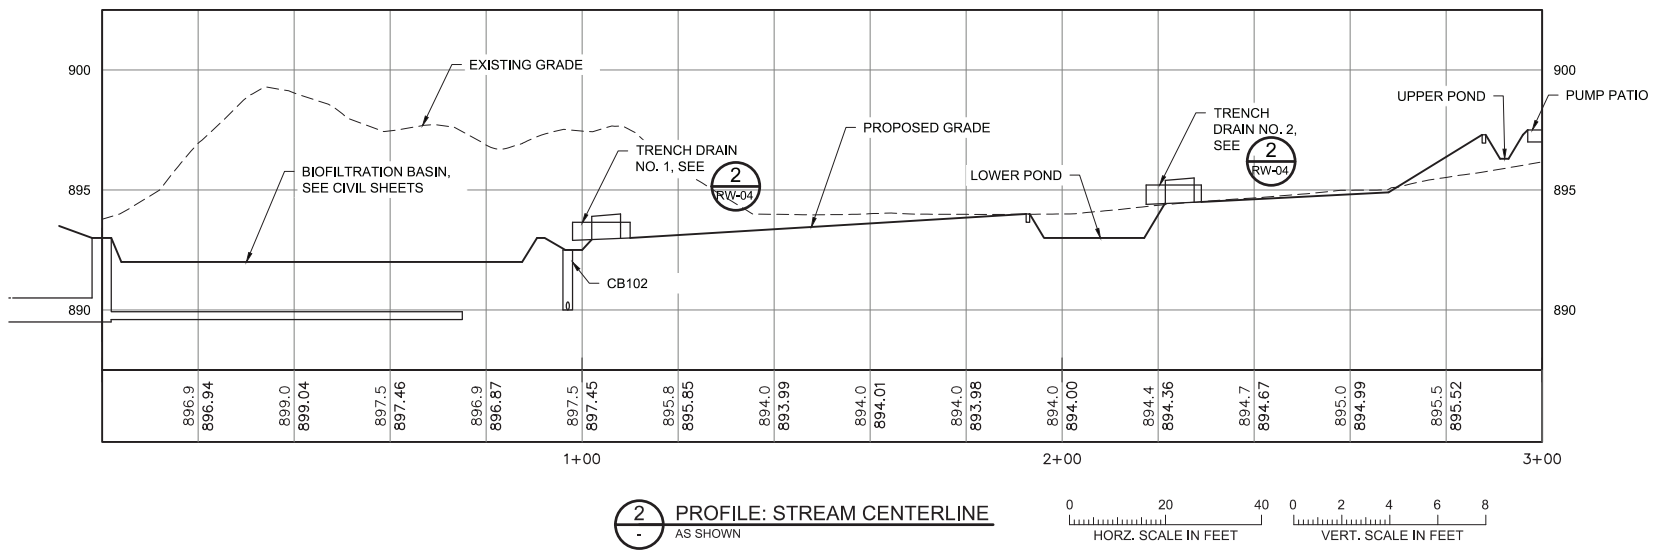 900
EXISTING GRADE
895
BIOFILTRATION BASIN,
SEE CIVIL SHEETS
890
TRENCH DRAIN
NO. 1, SEE
2
RW-04
CB102
PROPOSED GRADE
LOWER POND
TRENCH
DRAIN NO. 2,
SEE
2
RW-04
UPPER POND
PUMP PATIO
900
895
890
896.9
896.94
899.0
899.04
897.5
897.46
896.9
896.87
897.5
897.45
895.8
895.85
894.0
893.99
894.0
894.01
894.0
893.98
894.0
894.00
894.4
894.36
894.7
894.67
895.0
894.99
895.5
895.52
1+00
2+00
3+00
2
-
PROFILE: STREAM CENTERLINE
AS SHOWN
0 20 40
HORZ. SCALE IN FEET
0 2 4 6 8
VERT. SCALE IN FEET